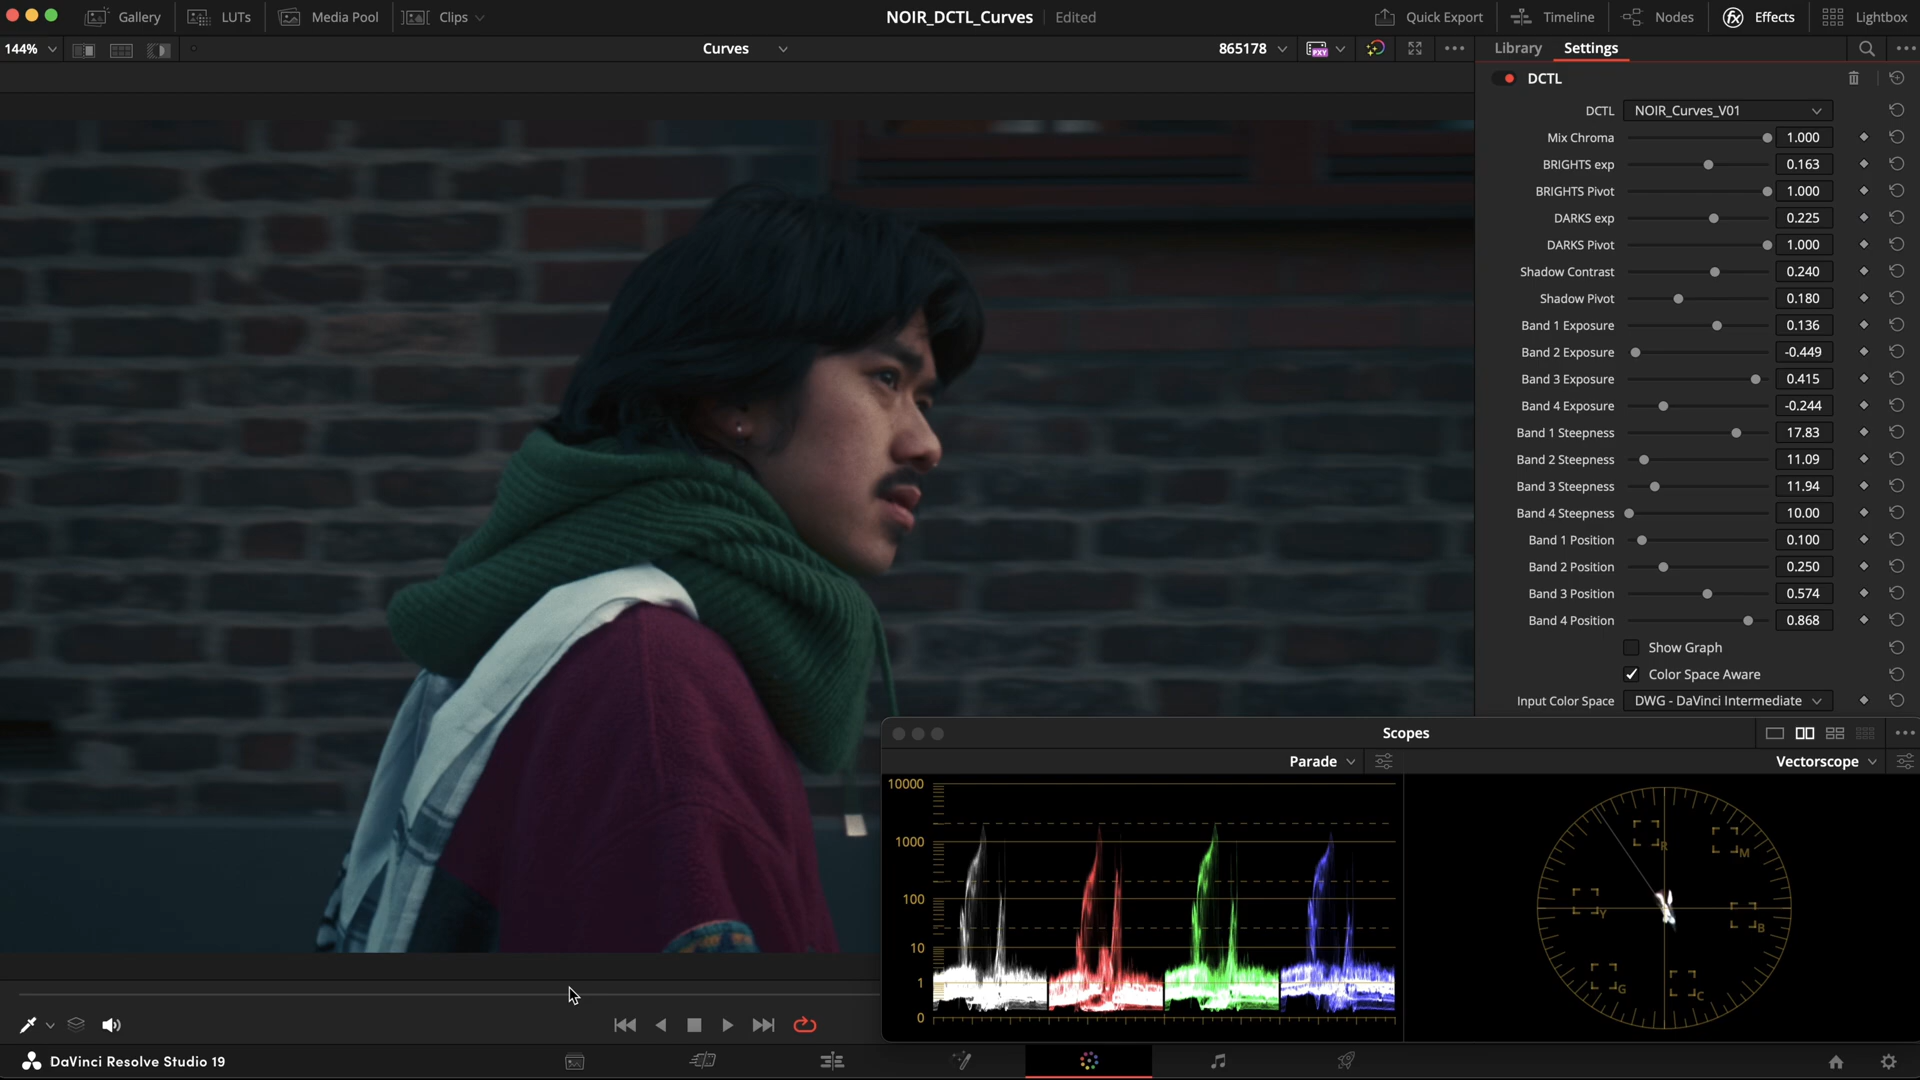 Gallery LUTs Media Pool Clips NOIR_DCTL_Curves Edited Quick Export Timeline Nodes fx Effects Lightbox
144% Curves 865178 PXY Library Settings
DCTL
DCTL NOIR_Curves_V01
Mix Chroma 1.000
BRIGHTS exp 0.163
BRIGHTS Pivot 1.000
DARKS exp 0.225
DARKS Pivot 1.000
Shadow Contrast 0.240
Shadow Pivot 0.180
Band 1 Exposure 0.136
Band 2 Exposure -0.449
Band 3 Exposure 0.415
Band 4 Exposure -0.244
Band 1 Steepness 17.83
Band 2 Steepness 11.09
Band 3 Steepness 11.94
Band 4 Steepness 10.00
Band 1 Position 0.100
Band 2 Position 0.250
Band 3 Position 0.574
Band 4 Position 0.868
Show Graph
Color Space Aware
Input Color Space DWG - DaVinci Intermediate
Scopes
Parade Vectorscope
10000
1000
100
10
1
0
R
M
Y
B
G
C
DaVinci Resolve Studio 19